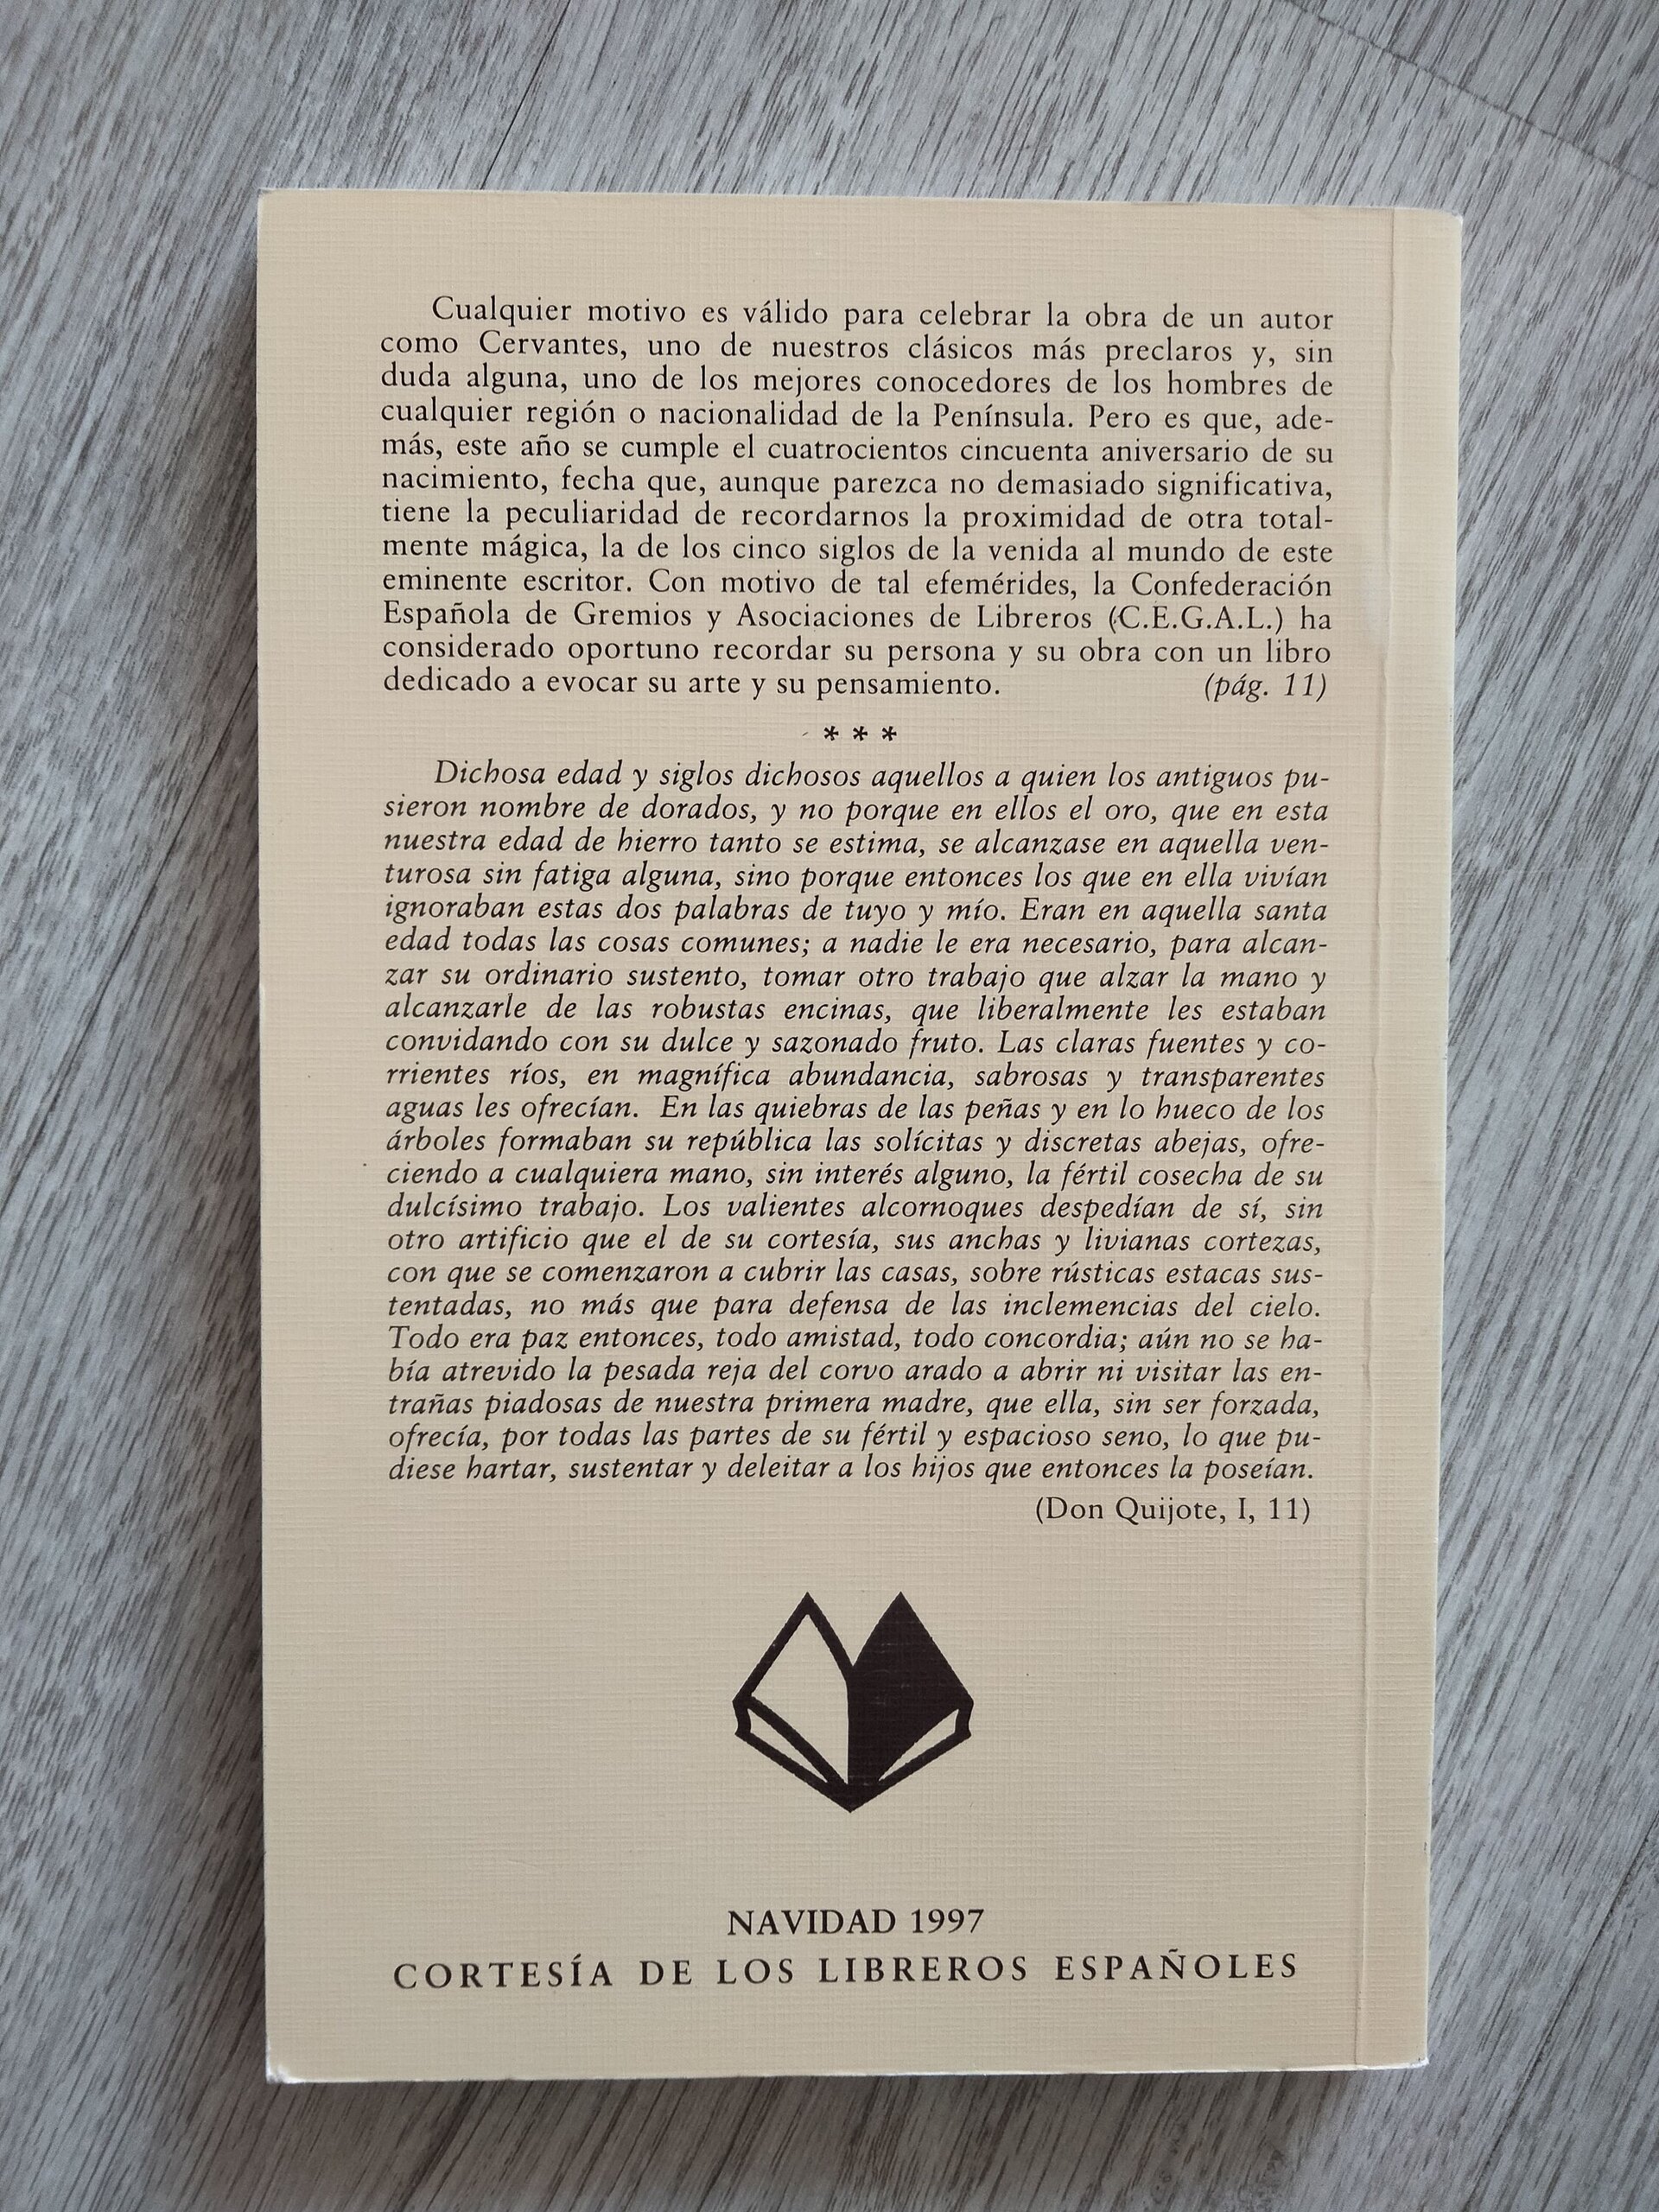 Cualquier motivo es válido para celebrar la obra de un autor
como Cervantes, uno de nuestros clásicos más preclaros y, sin
duda alguna, uno de los mejores conocedores de los hombres de
cualquier región o nacionalidad de la Península. Pero es que, ade-
más, este año se cumple el cuatrocientos cincuenta aniversario de su
nacimiento, fecha que, aunque parezca no demasiado significativa,
tiene la peculiaridad de recordarnos la proximidad de otra total-
mente mágica, la de los cinco siglos de la venida al mundo de este
eminente escritor. Con motivo de tal efemérides, la Confederación
Española de Gremios y Asociaciones de Libreros (C.E.G.A.L.) ha
considerado oportuno recordar su persona y su obra con un libro
dedicado a evocar su arte y su pensamiento. (pág. 11)
* * *
Dichosa edad y siglos dichosos aquellos a quien los antiguos pu-
sieron nombre de dorados, y no porque en ellos el oro, que en esta
nuestra edad de hierro tanto se estima, se alcanzase en aquella ven-
turosa sin fatiga alguna, sino porque entonces los que en ella vivían
ignoraban estas dos palabras de tuyo y mío. Eran en aquella santa
edad todas las cosas comunes; a nadie le era necesario, para alcan-
zar su ordinario sustento, tomar otro trabajo que alzar la mano y
alcanzarle de las robustas encinas, que liberalmente les estaban
convidando con su dulce y sazonado fruto. Las claras fuentes y co-
rrientes ríos, en magnífica abundancia, sabrosas y transparentes
aguas les ofrecían. En las quiebras de las peñas y en lo hueco de los
árboles formaban su república las solícitas y discretas abejas, ofre-
ciendo a cualquiera mano, sin interés alguno, la fértil cosecha de su
dulcísimo trabajo. Los valientes alcornoques despedían de sí, sin
otro artificio que el de su cortesía, sus anchas y livianas cortezas,
con que se comenzaron a cubrir las casas, sobre rústicas estacas sus-
tentadas, no más que para defensa de las inclemencias del cielo.
Todo era paz entonces, todo amistad, todo concordia; aún no se ha-
bía atrevido la pesada reja del corvo arado a abrir ni visitar las en-
trañas piadosas de nuestra primera madre, que ella, sin ser forzada,
ofrecía, por todas las partes de su fértil y espacioso seno, lo que pu-
diese hartar, sustentar y deleitar a los hijos que entonces la poseían.
(Don Quijote, I, 11)
NAVIDAD 1997
CORTESÍA DE LOS LIBREROS ESPAÑOLES